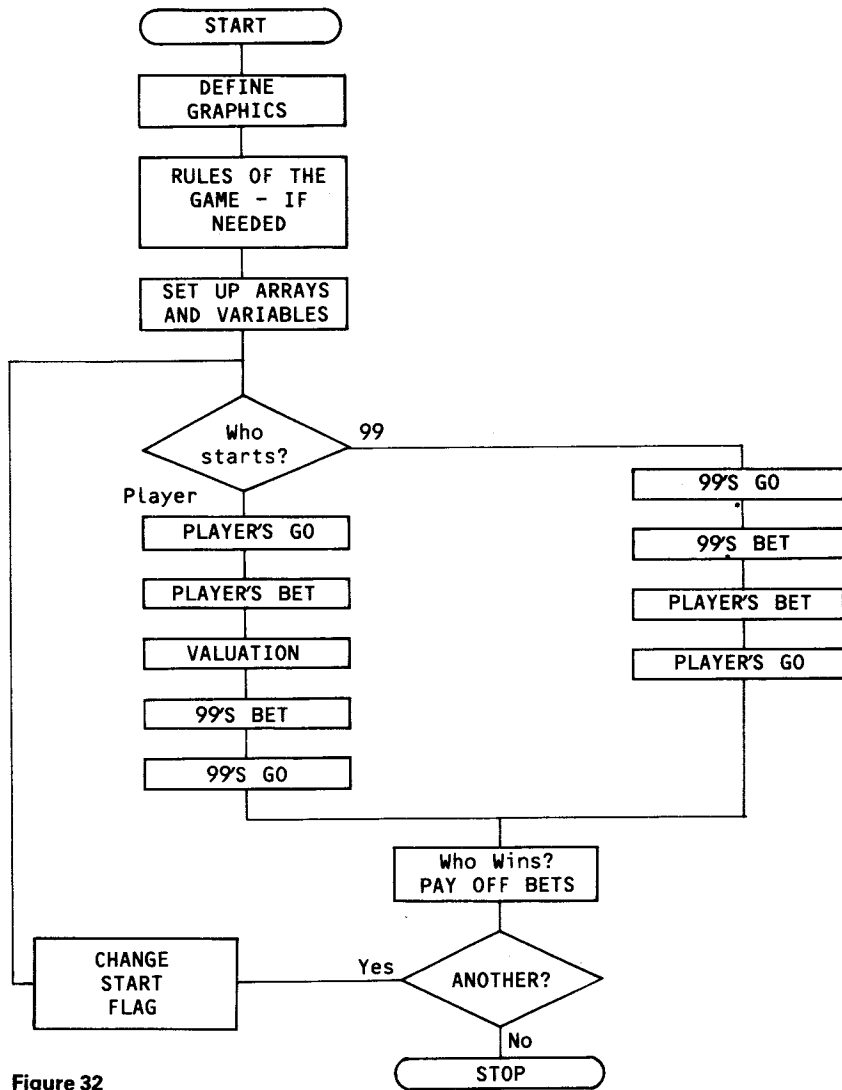 START
DEFINE
GRAPHICS
RULES OF THE
GAME - IF
NEEDED
SET UP ARRAYS
AND VARIABLES
Who
starts?
99
Player
PLAYER'S GO
PLAYER'S BET
VALUATION
99'S BET
99'S GO
99'S GO
99'S BET
PLAYER'S BET
PLAYER'S GO
Who Wins?
PAY OFF BETS
ANOTHER?
Yes
CHANGE
START
FLAG
No
STOP
Figure 32